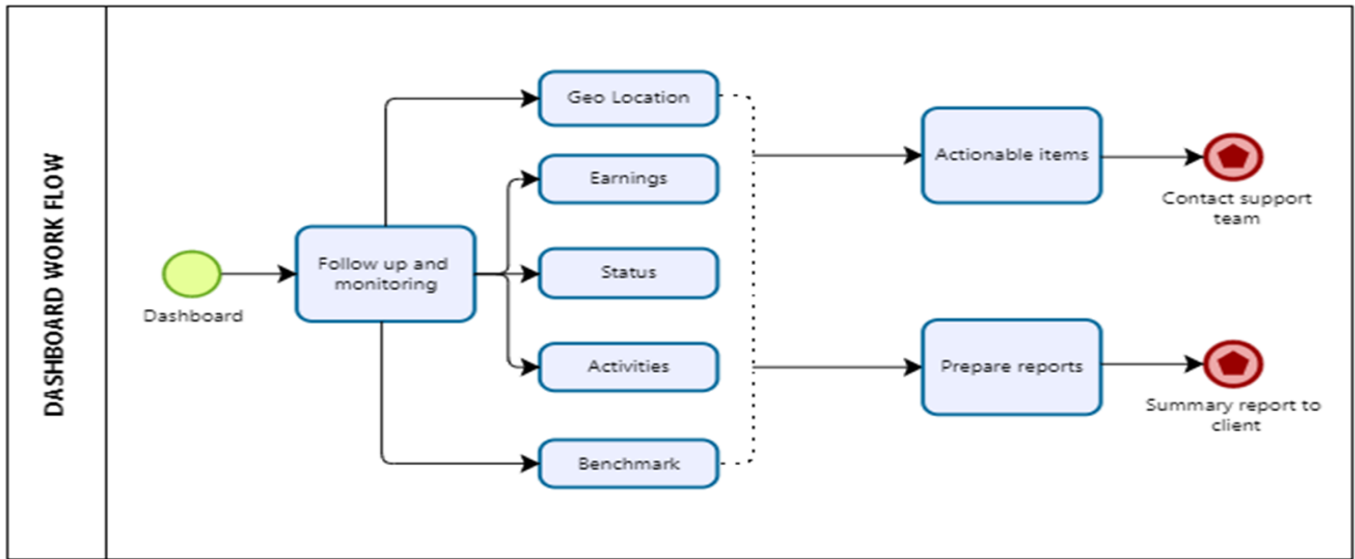 DASHBOARD WORK FLOW
Dashboard
Follow up and
monitoring
Geo Location
Earnings
Status
Activities
Benchmark
Actionable items
Contact support
team
Prepare reports
Summary report to
client